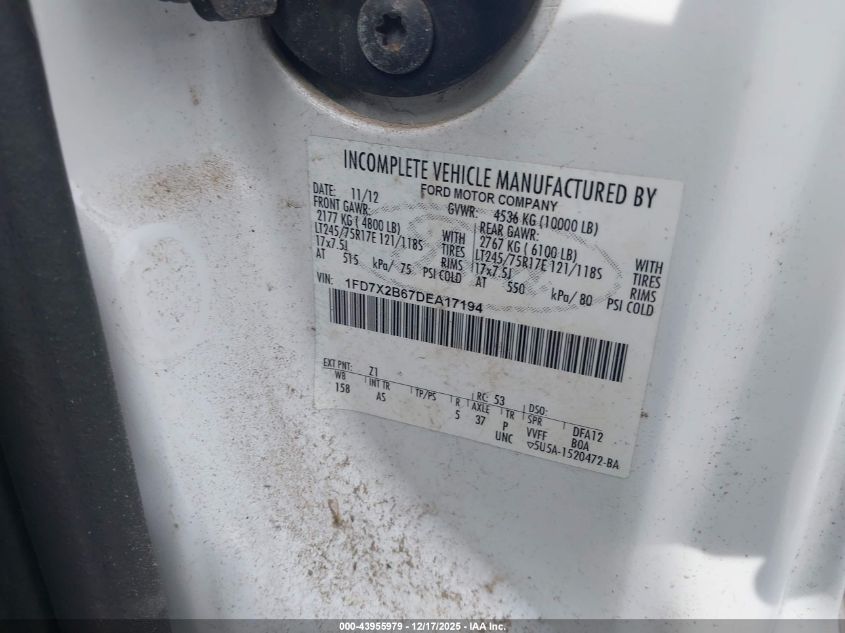 INCOMPLETE VEHICLE MANUFACTURED BY
FORD MOTOR COMPANY
DATE: 11/12 GVWR: 4536 KG (10000 LB)
FRONT GAWR: REAR GAWR:
2177 KG ( 4800 LB) WITH 2767 KG ( 6100 LB) WITH
LT245/75R17E 121/118S TIRES LT245/75R17E 121/118S TIRES
17x7.5J RIMS 17x7.5J RIMS
AT 515 kPa/ 75 PSI COLD AT 550 kPa/ 80 PSI COLD
VIN: 1FD7X2B67DEA17194
EXT PNT: Z1 RC: 53 DSO:
WB INT TR TP/PS R AXLE TR SPR DFA12
158 AS 5 37 P VVFF BOA
UNC ▽5U5A-1520472-BA
000-43955979 - 12/17/2025 - IAAI.COM